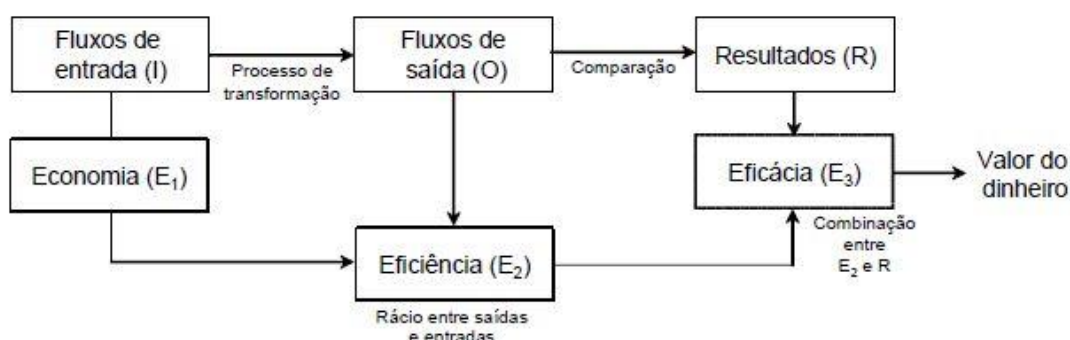 Fluxos de
entrada (I)
Processo de
transformação
Fluxos de
saída (O)
Comparação
Resultados (R)
Economia (E₁)
Eficiência (E₂)
Rácio entre saídas
e entradas
Eficácia (E₃)
Combinação
entre
E₂ e R
Valor do
dinheiro